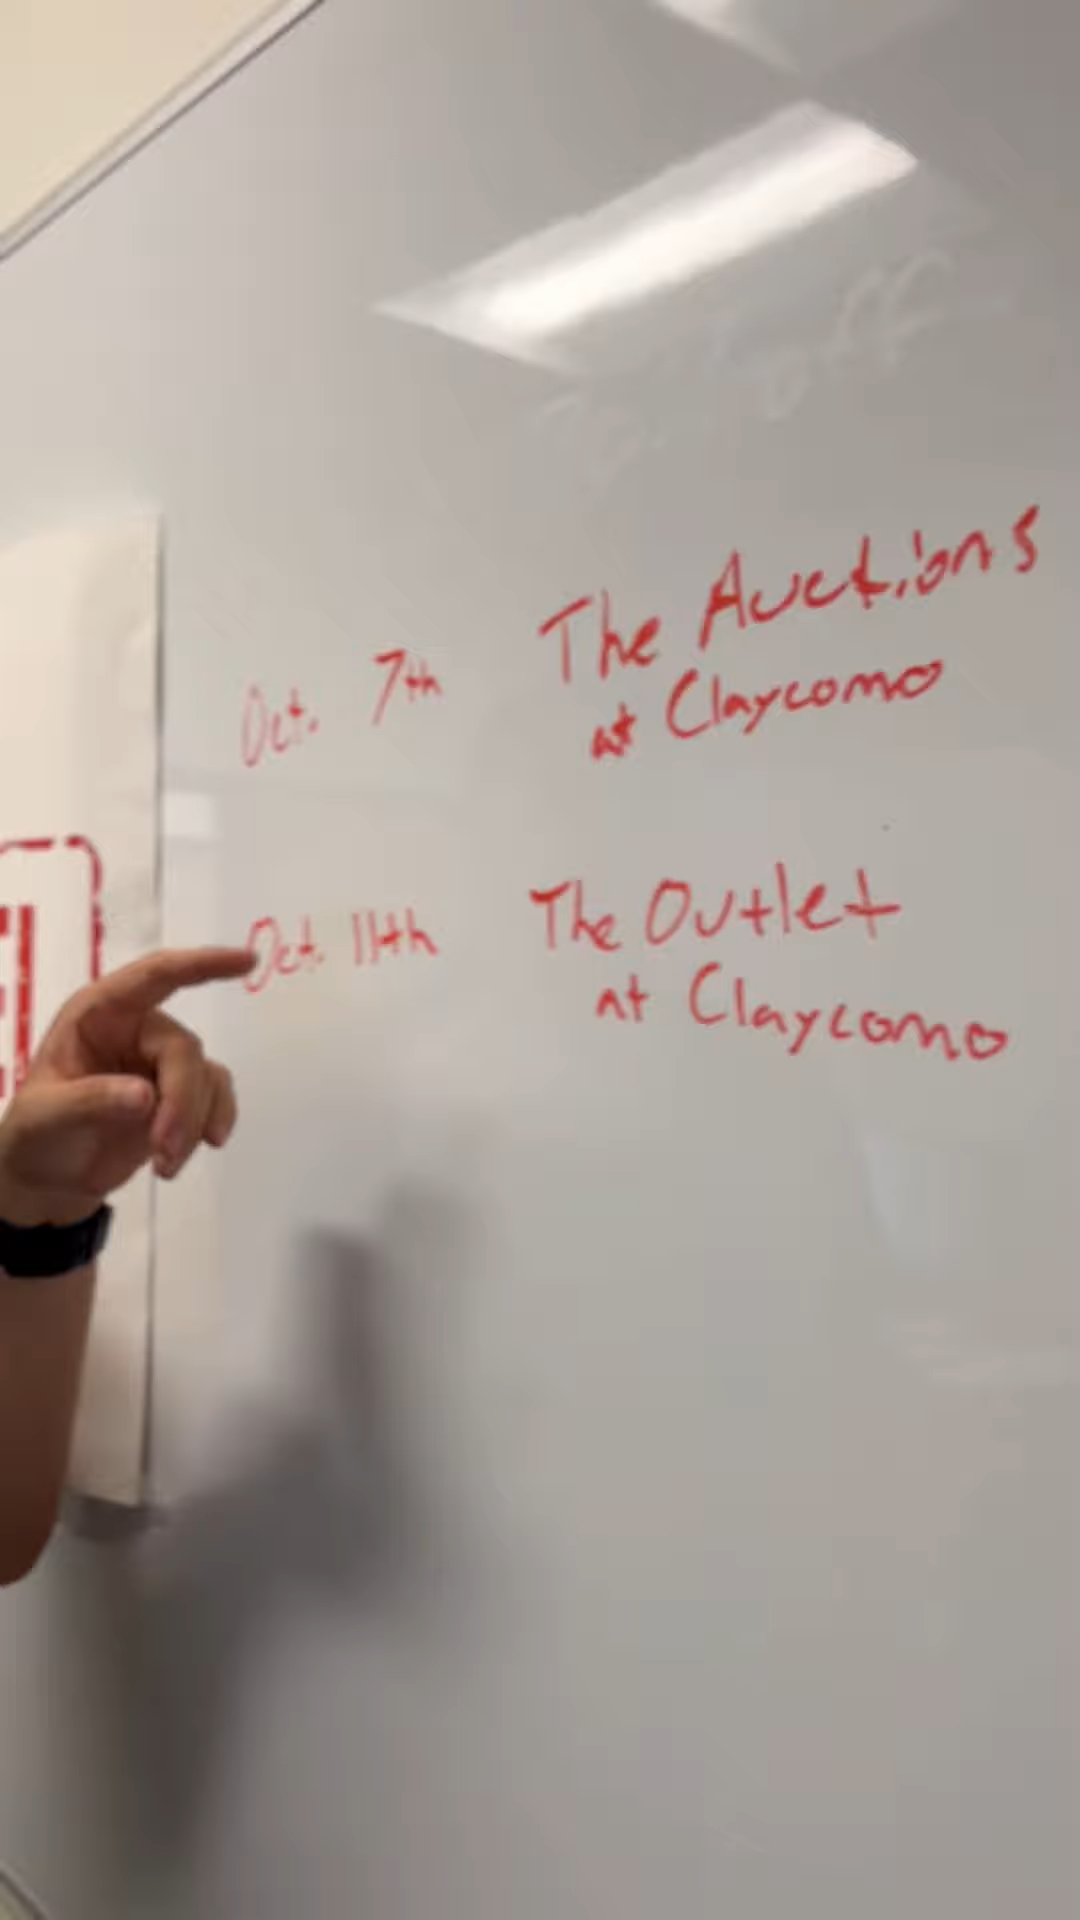 Oct. 7th The Auctions
at Claycomo
Oct. 11th The Outlet
at Claycomo